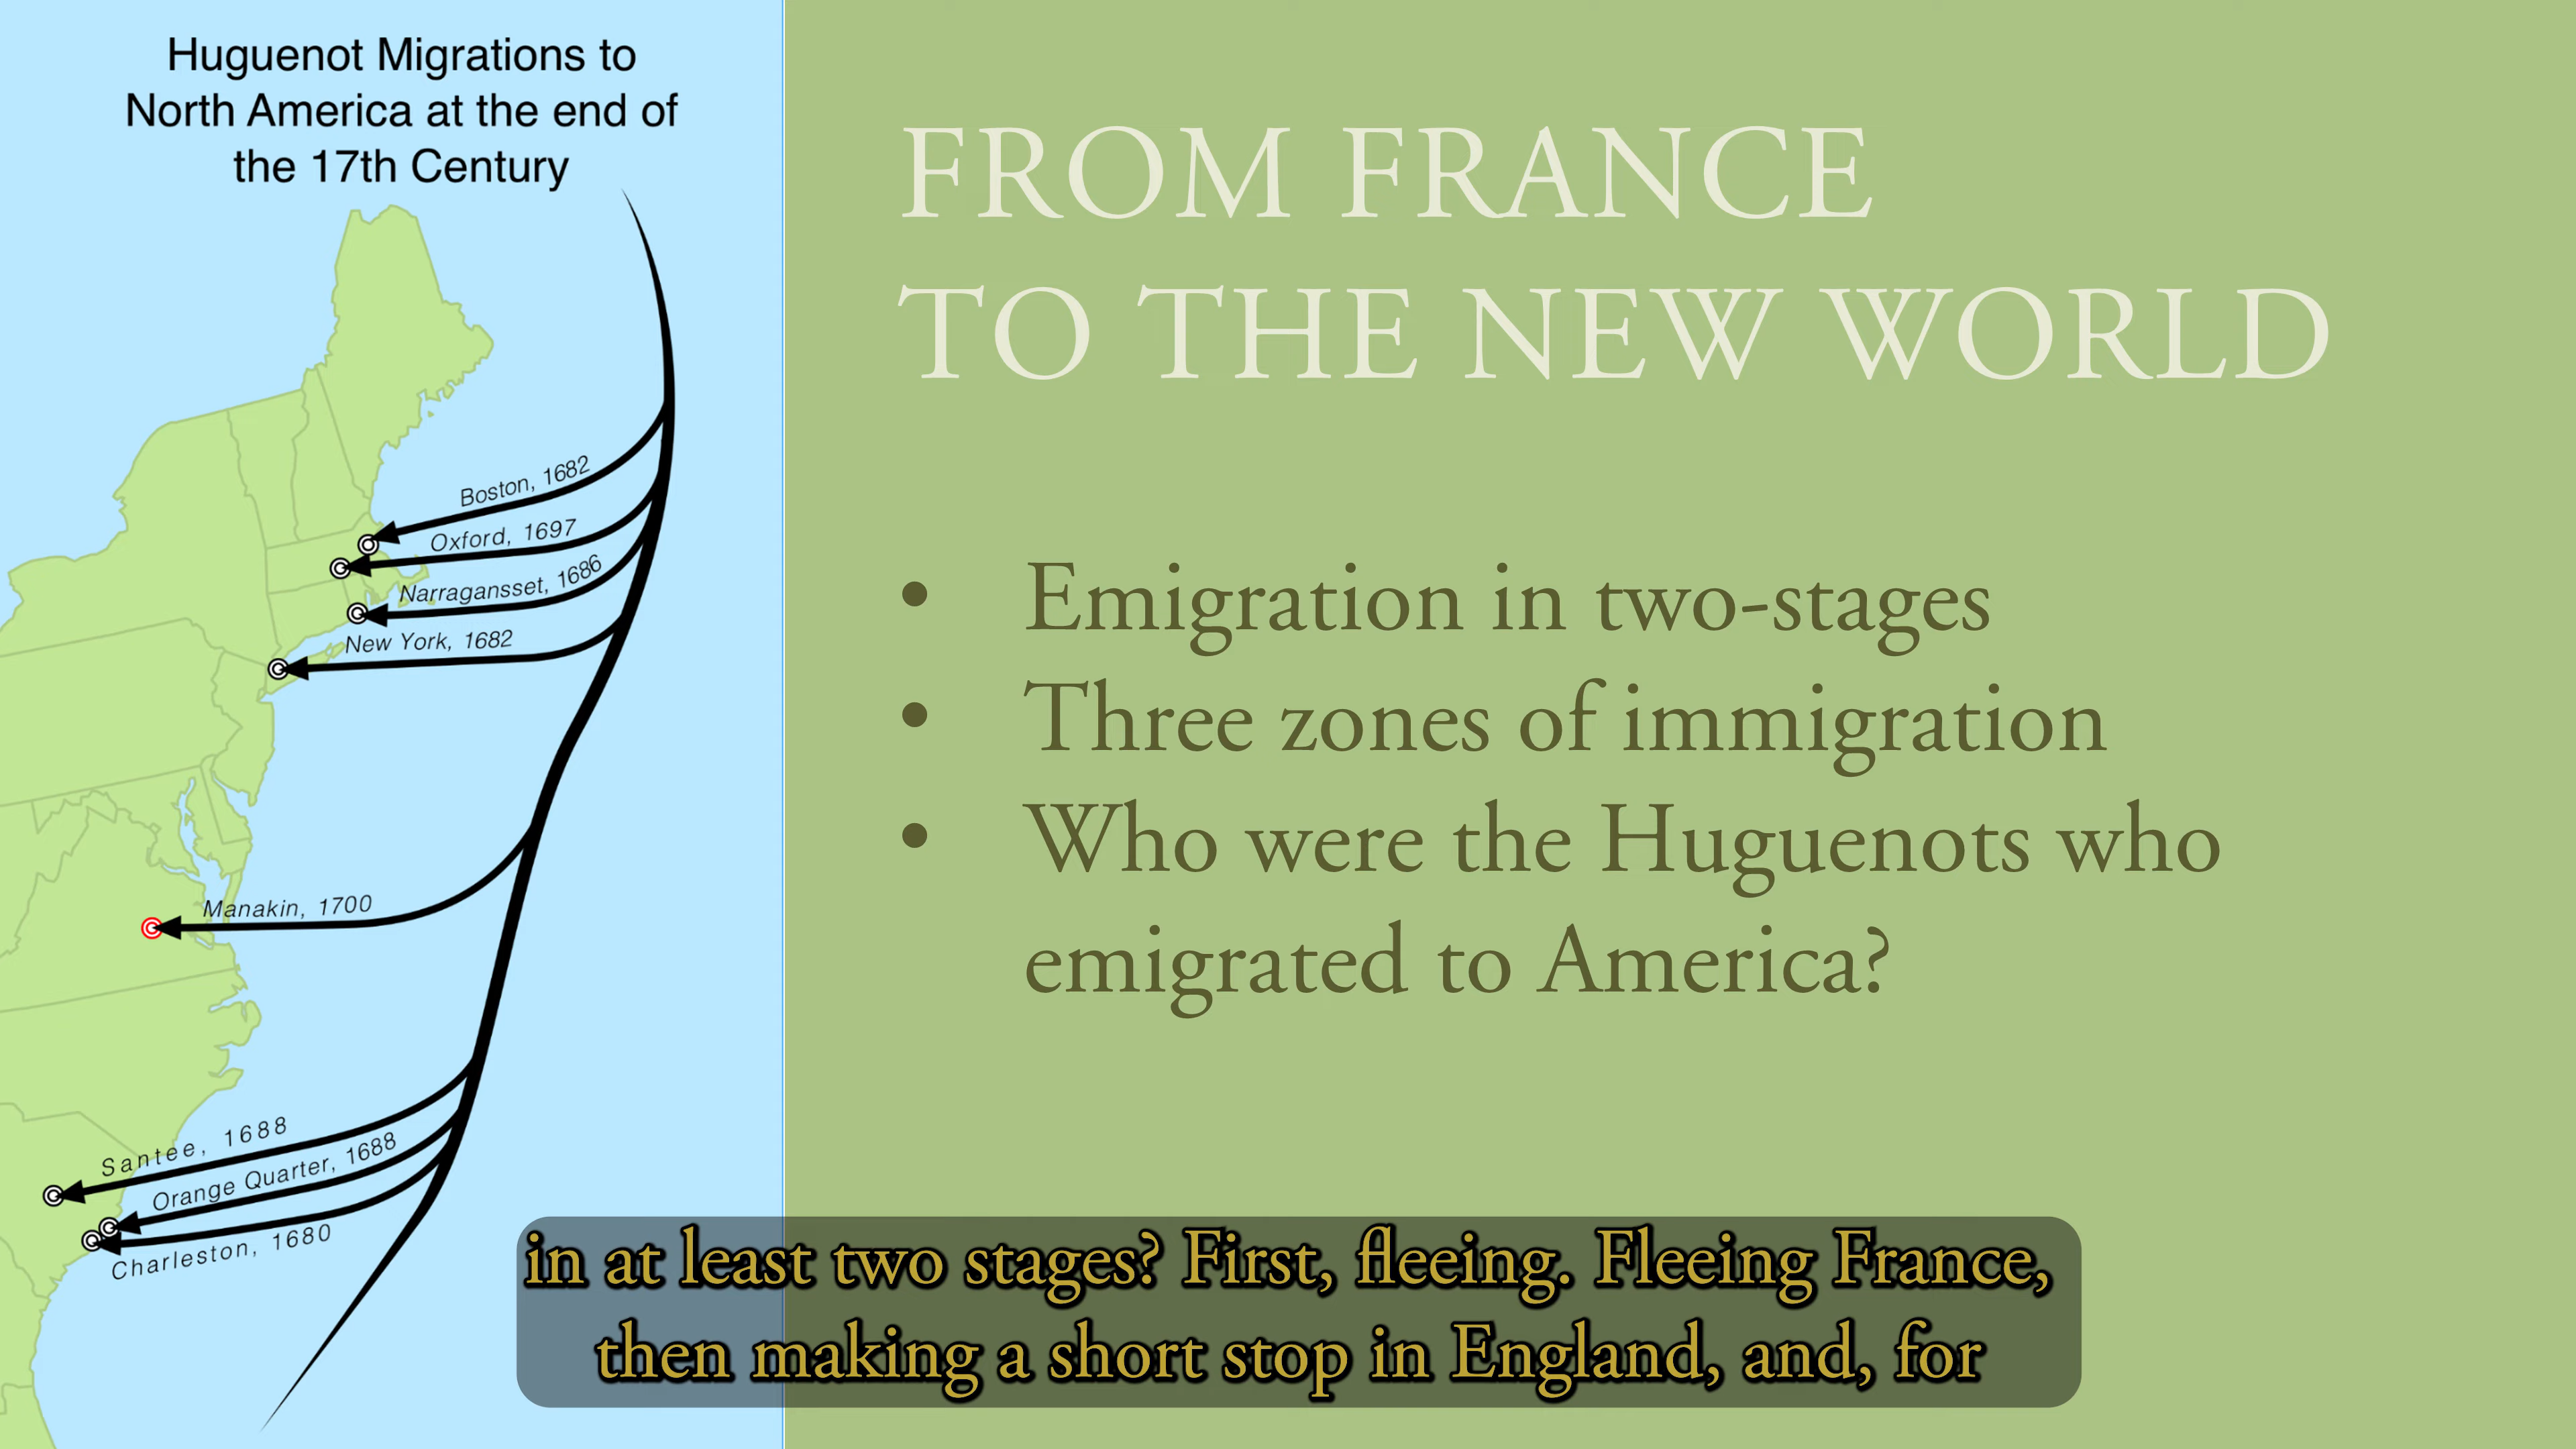 Huguenot Migrations to
North America at the end of
the 17th Century
Boston, 1682
Oxford, 1697
Narragansset, 1686
New York, 1682
Manakin, 1700
Santee, 1688
Orange Quarter, 1688
Charleston, 1680
FROM FRANCE
TO THE NEW WORLD
• Emigration in two-stages
• Three zones of immigration
• Who were the Huguenots who
emigrated to America?
in at least two stages? First, fleeing. Fleeing France,
then making a short stop in England, and, for